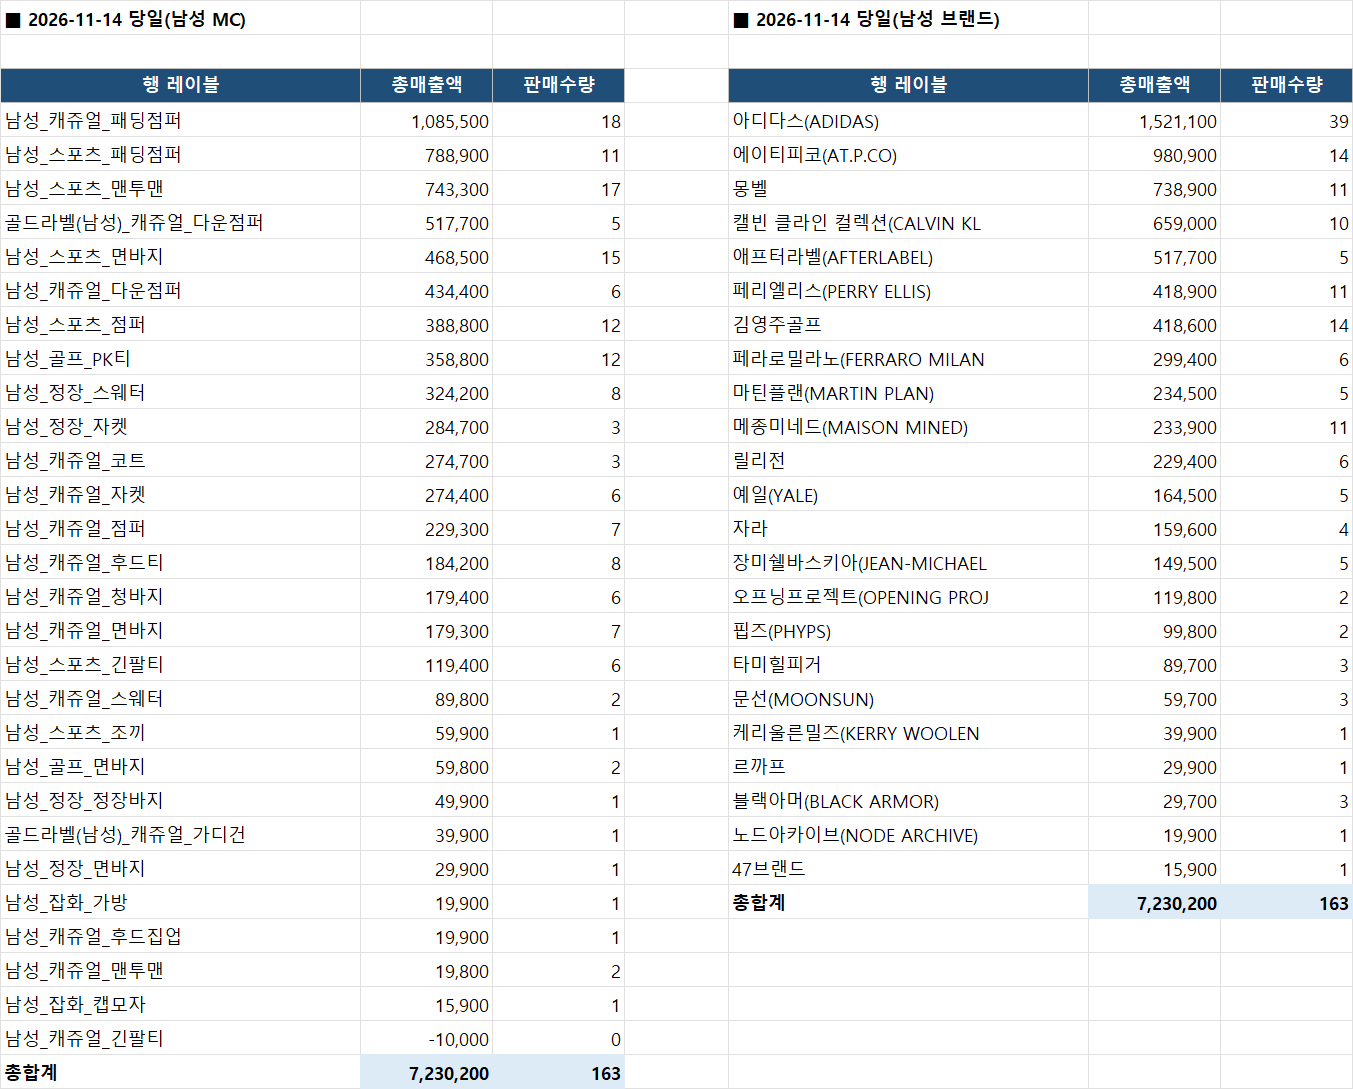 ■ 2026-11-14 당일(남성 MC)
행 레이블 총매출액 판매수량
남성_캐쥬얼_패딩점퍼 1,085,500 18
남성_스포츠_패딩점퍼 788,900 11
남성_스포츠_맨투맨 743,300 17
골드라벨(남성)_캐쥬얼_다운점퍼 517,700 5
남성_스포츠_면바지 468,500 15
남성_캐쥬얼_다운점퍼 434,400 6
남성_스포츠_점퍼 388,800 12
남성_골프_PK티 358,800 12
남성_정장_스웨터 324,200 8
남성_정장_자켓 284,700 3
남성_캐쥬얼_코트 274,700 3
남성_캐쥬얼_자켓 274,400 6
남성_캐쥬얼_점퍼 229,300 7
남성_캐쥬얼_후드티 184,200 8
남성_캐쥬얼_청바지 179,400 6
남성_캐쥬얼_면바지 179,300 7
남성_스포츠_긴팔티 119,400 6
남성_캐쥬얼_스웨터 89,800 2
남성_스포츠_조끼 59,900 1
남성_골프_면바지 59,800 2
남성_정장_정장바지 49,900 1
골드라벨(남성)_캐쥬얼_가디건 39,900 1
남성_정장_면바지 29,900 1
남성_잡화_가방 19,900 1
남성_캐쥬얼_후드집업 19,900 1
남성_캐쥬얼_맨투맨 19,800 2
남성_잡화_캡모자 15,900 1
남성_캐쥬얼_긴팔티 -10,000 0
총합계 7,230,200 163
■ 2026-11-14 당일(남성 브랜드)
행 레이블 총매출액 판매수량
아디다스(ADIDAS) 1,521,100 39
에이티피코(AT.P.CO) 980,900 14
몽벨 738,900 11
캘빈 클라인 컬렉션(CALVIN KL 659,000 10
애프터라벨(AFTERLABEL) 517,700 5
페리엘리스(PERRY ELLIS) 418,900 11
김영주골프 418,600 14
페라로밀라노(FERRARO MILAN 299,400 6
마틴플랜(MARTIN PLAN) 234,500 5
메종미네드(MAISON MINED) 233,900 11
릴리전 229,400 6
예일(YALE) 164,500 5
자라 159,600 4
장미쉘바스키아(JEAN-MICHAEL 149,500 5
오프닝프로젝트(OPENING PROJ 119,800 2
핍즈(PHYPS) 99,800 2
타미힐피거 89,700 3
문선(MOONSUN) 59,700 3
케리울른밀즈(KERRY WOOLEN 39,900 1
르까프 29,900 1
블랙아머(BLACK ARMOR) 29,700 3
노드아카이브(NODE ARCHIVE) 19,900 1
47브랜드 15,900 1
총합계 7,230,200 163